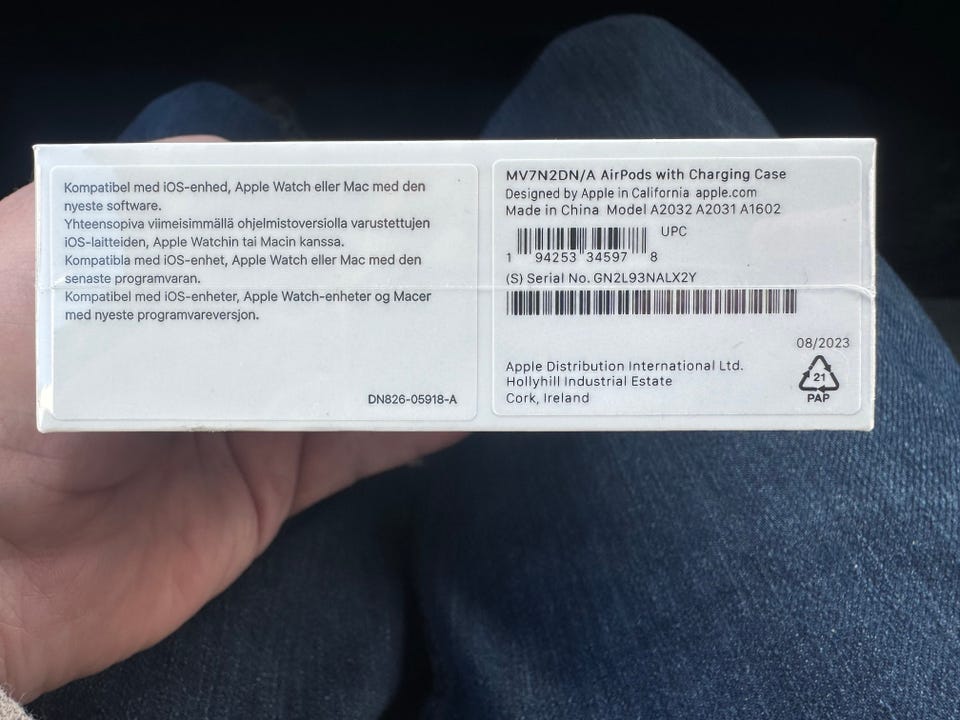 Kompatibel med iOS-enhed, Apple Watch eller Mac med den
nyeste software.
Yhteensopiva viimeisimmällä ohjelmistoversiolla varustettujen
iOS-laitteiden, Apple Watchin tai Macin kanssa.
Kompatibla med iOS-enhet, Apple Watch eller Mac med den
senaste programvaran.
Kompatibel med iOS-enheter, Apple Watch-enheter og Macer
med nyeste programvareversjon.
DN826-05918-A
MV7N2DN/A AirPods with Charging Case
Designed by Apple in California apple.com
Made in China Model A2032 A2031 A1602
UPC
1 94253 34597 8
(S) Serial No. GN2L93NALX2Y
08/2023
Apple Distribution International Ltd.
Hollyhill Industrial Estate
Cork, Ireland
21
PAP